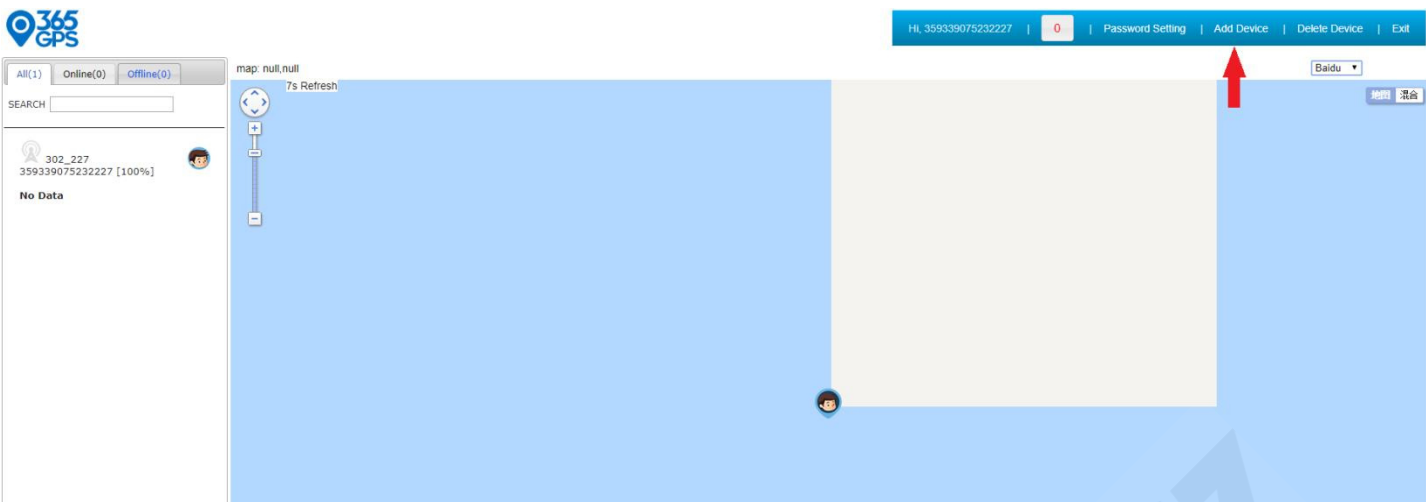 365
GPS
Hi, 359339075232227 | 0 | Password Setting | Add Device | Delete Device | Exit
All(1) Online(0) Offline(0)
map: null,null
Baidu
7s Refresh
地图 混合
SEARCH
302_227
359339075232227 [100%]
No Data